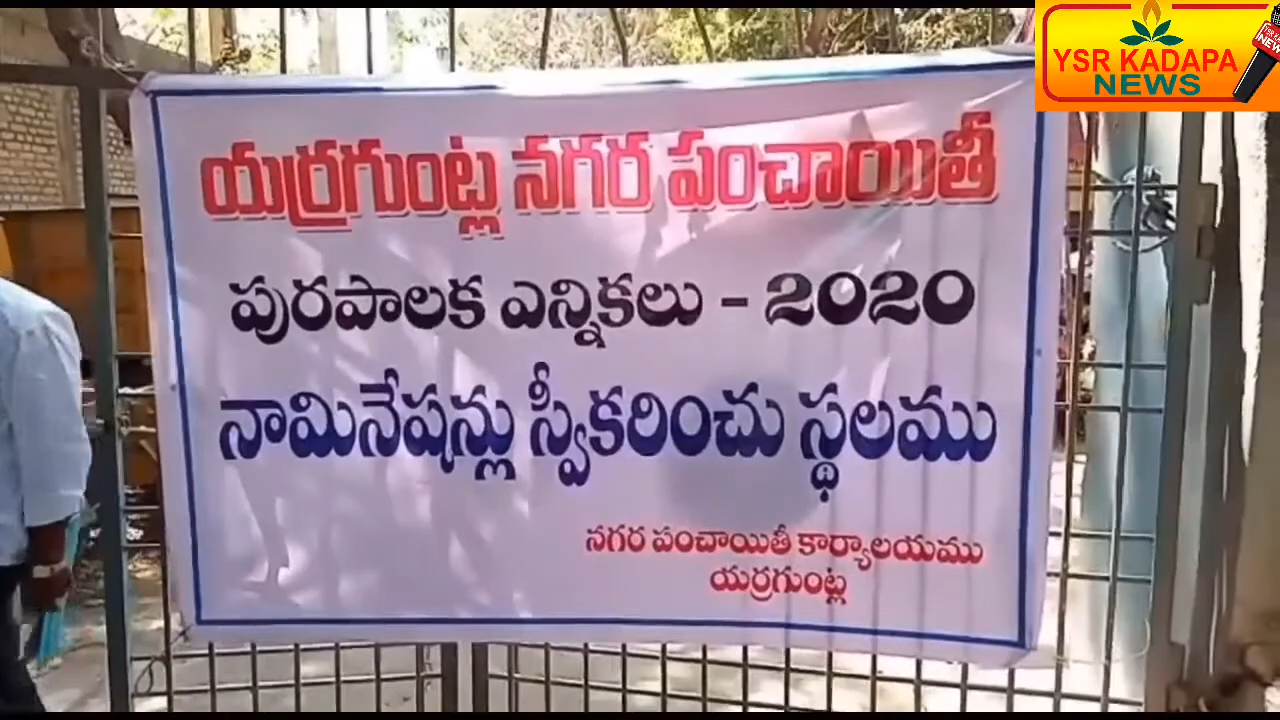 YSR KADAPA
NEWS
యర్రగుంట్ల నగర పంచాయితీ
పురపాలక ఎన్నికలు - 2020
నామినేషన్లు స్వీకరించు స్థలము
నగర పంచాయితీ కార్యాలయము
యర్రగుంట్ల